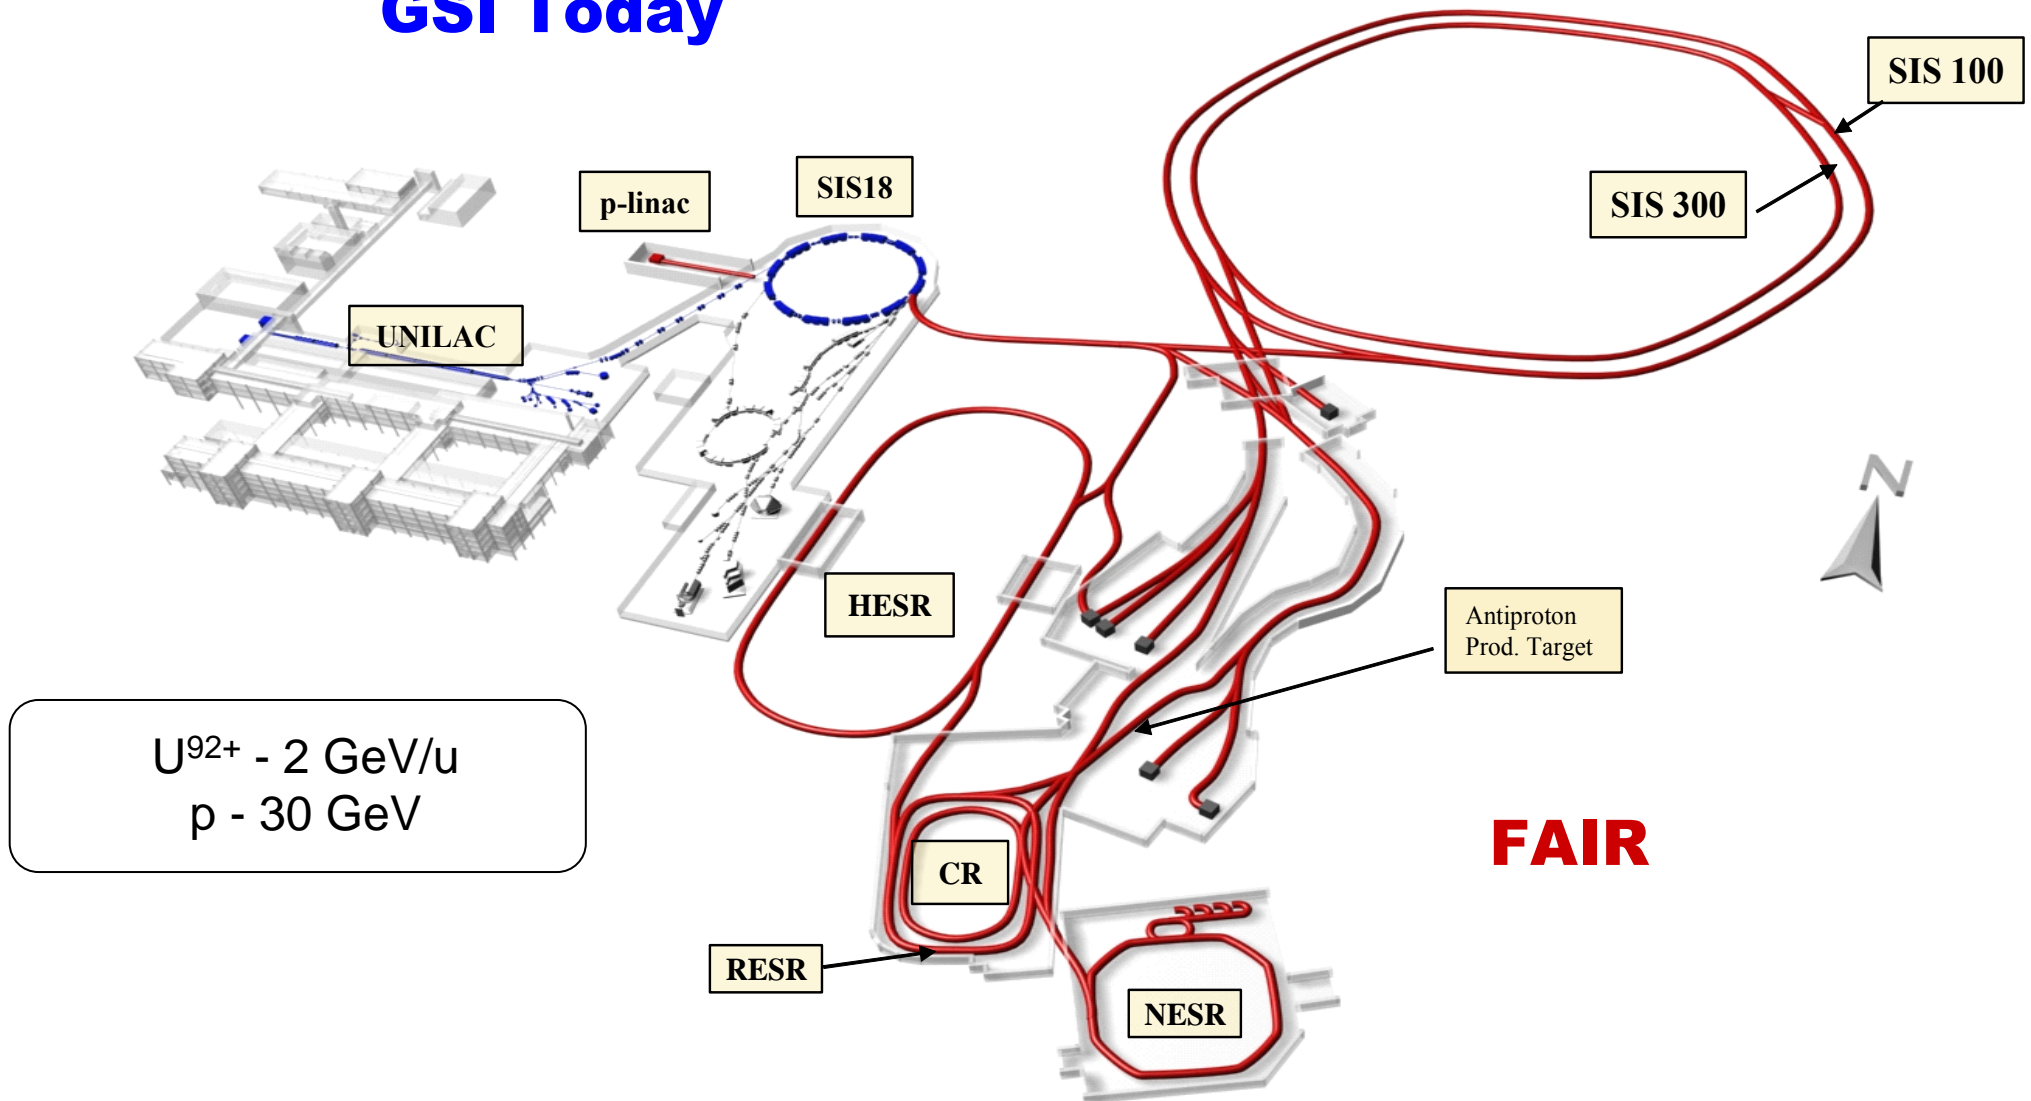 GSI Today
SIS 100
SIS18
p-linac
SIS 300
UNILAC
N
HESR
Antiproton
Prod. Target
U⁹²⁺ - 2 GeV/u
p - 30 GeV
FAIR
CR
RESR
NESR